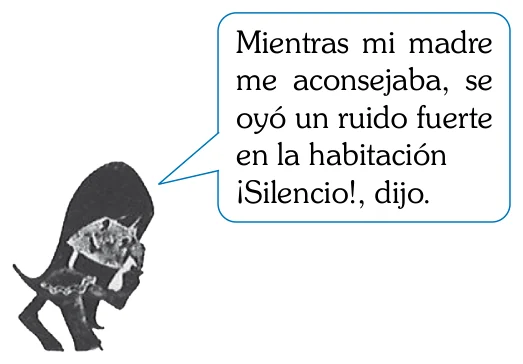 Mientras mi madre
me aconsejaba, se
oyó un ruido fuerte
en la habitación
¡Silencio!, dijo.